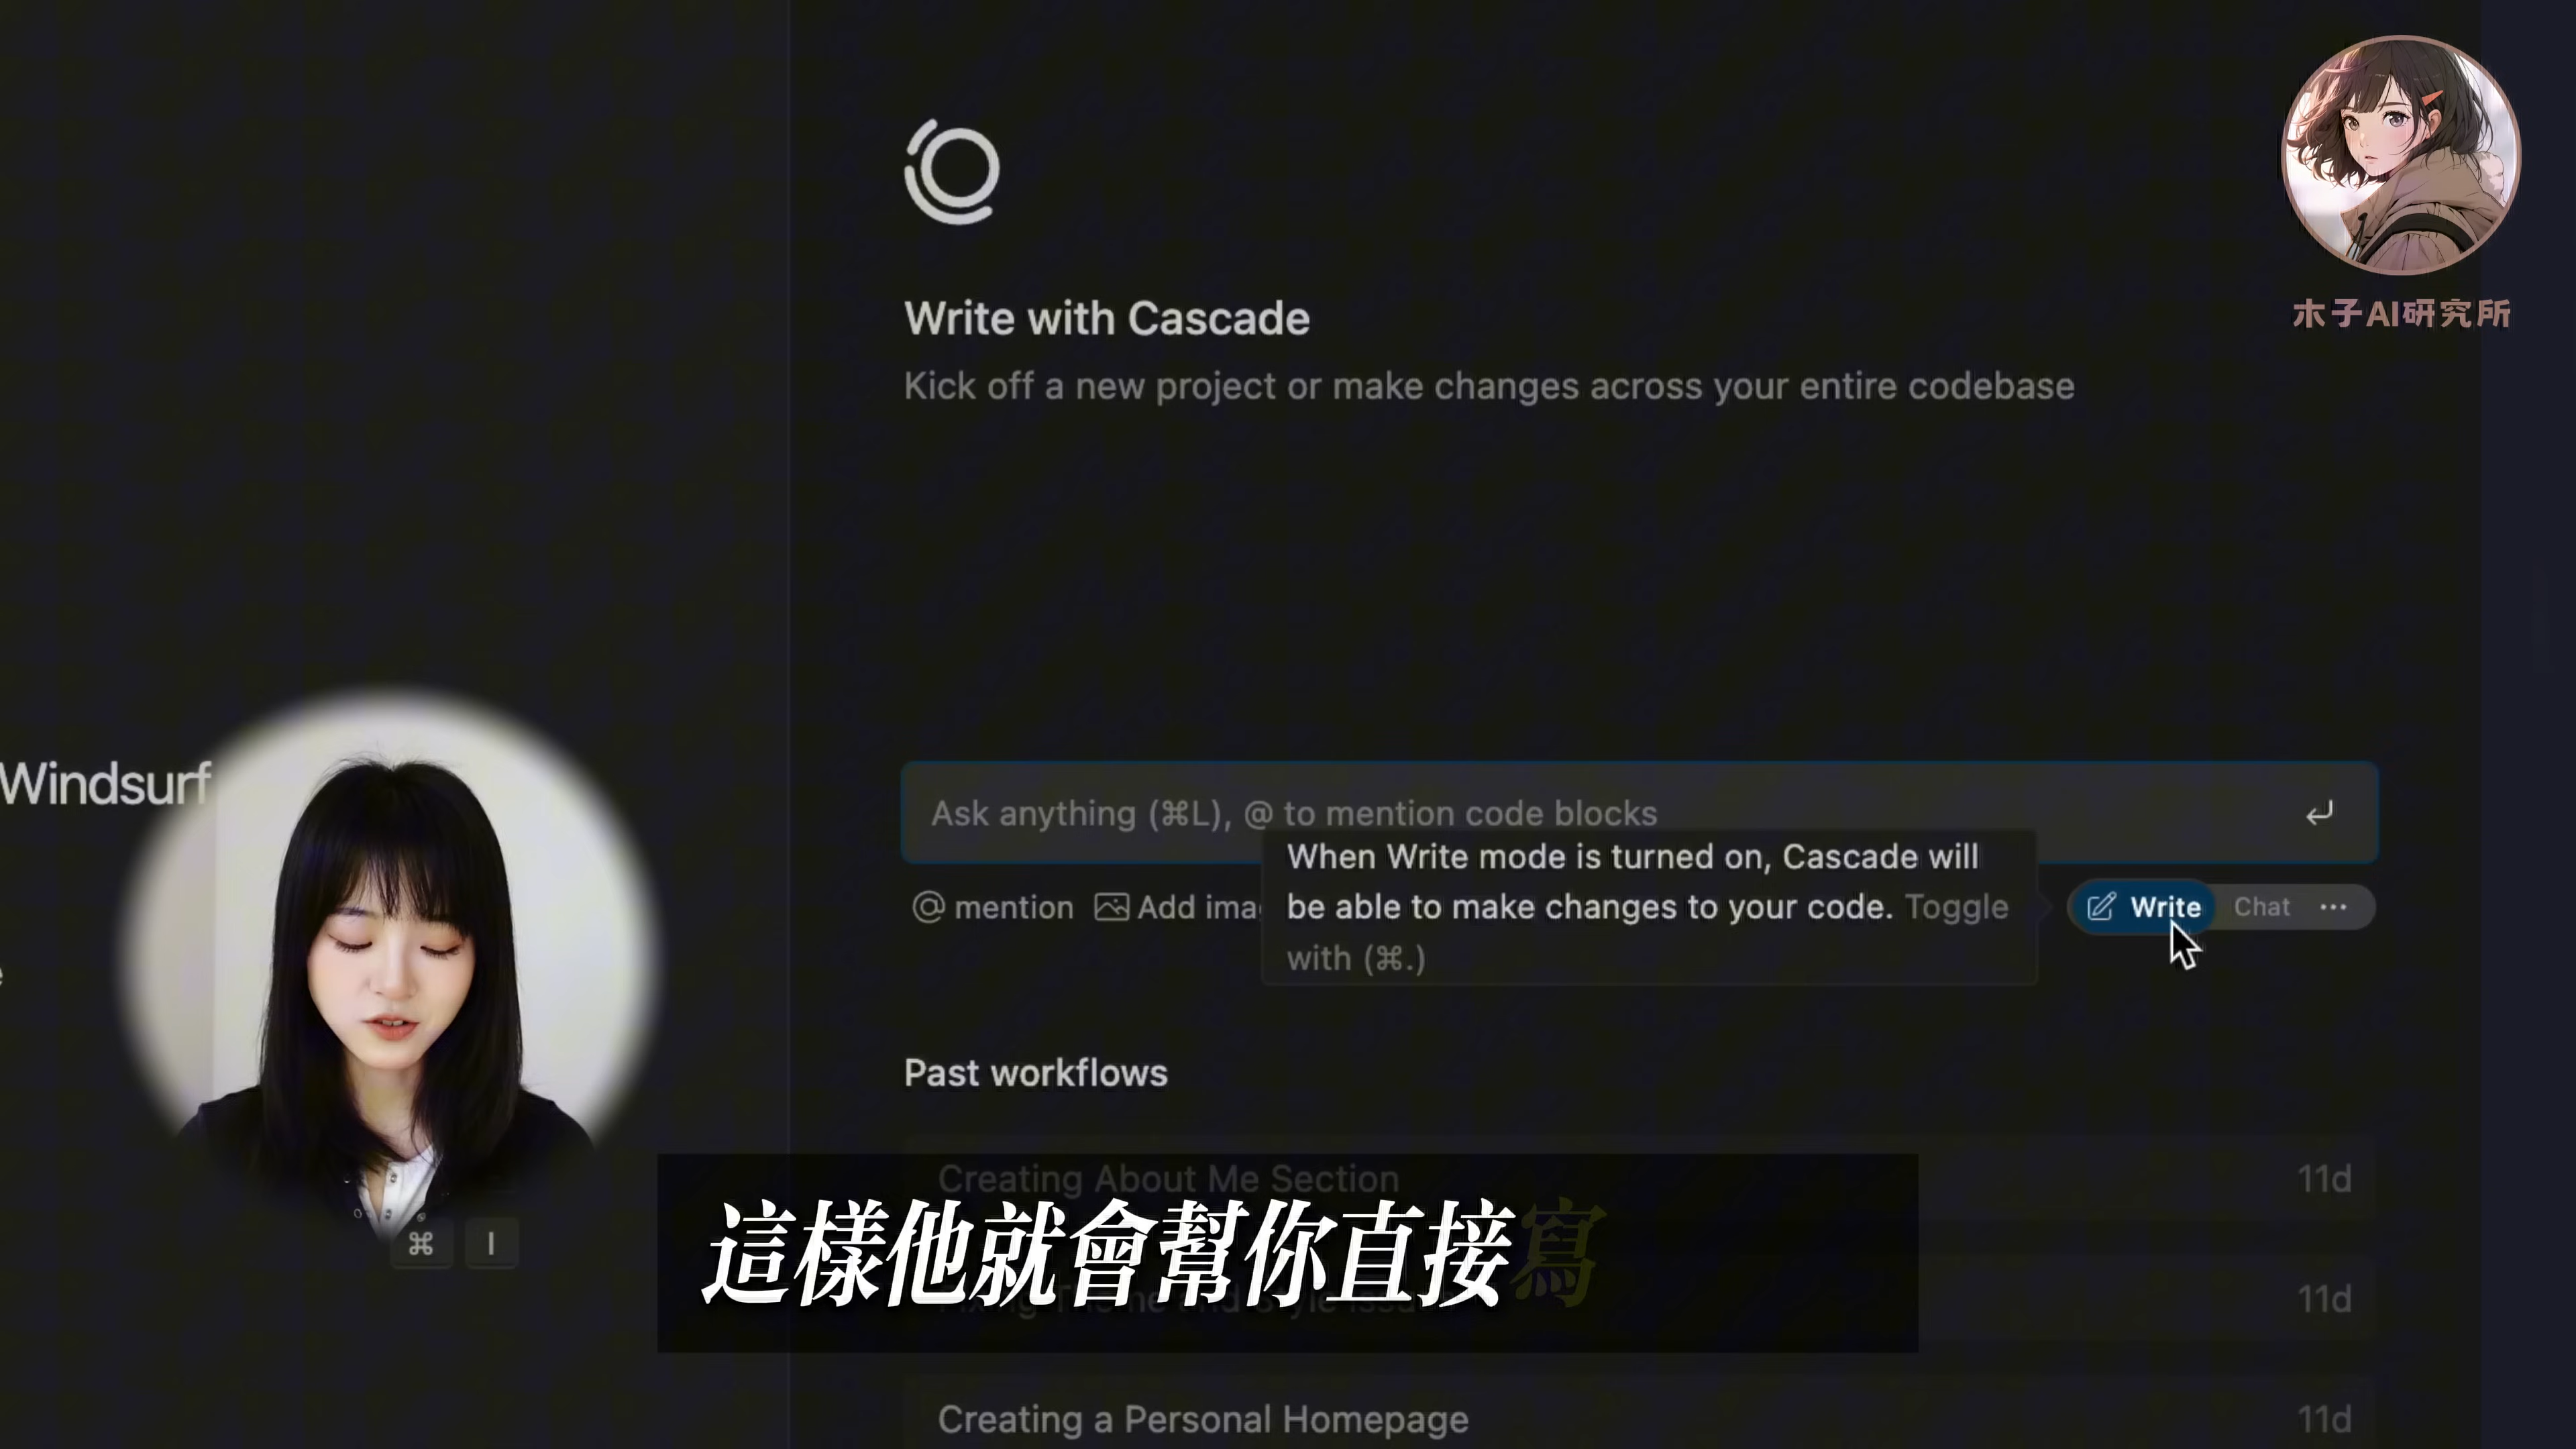 木子AI研究所
Write with Cascade
Kick off a new project or make changes across your entire codebase
Windsurf
Ask anything (⌘L), @ to mention code blocks
When Write mode is turned on, Cascade will
be able to make changes to your code. Toggle
with (⌘.)
@ mention
Add ima
Write
Chat
Past workflows
Creating About Me Section
11d
⌘ I
這樣他就會幫你直接寫
11d
Creating a Personal Homepage
11d